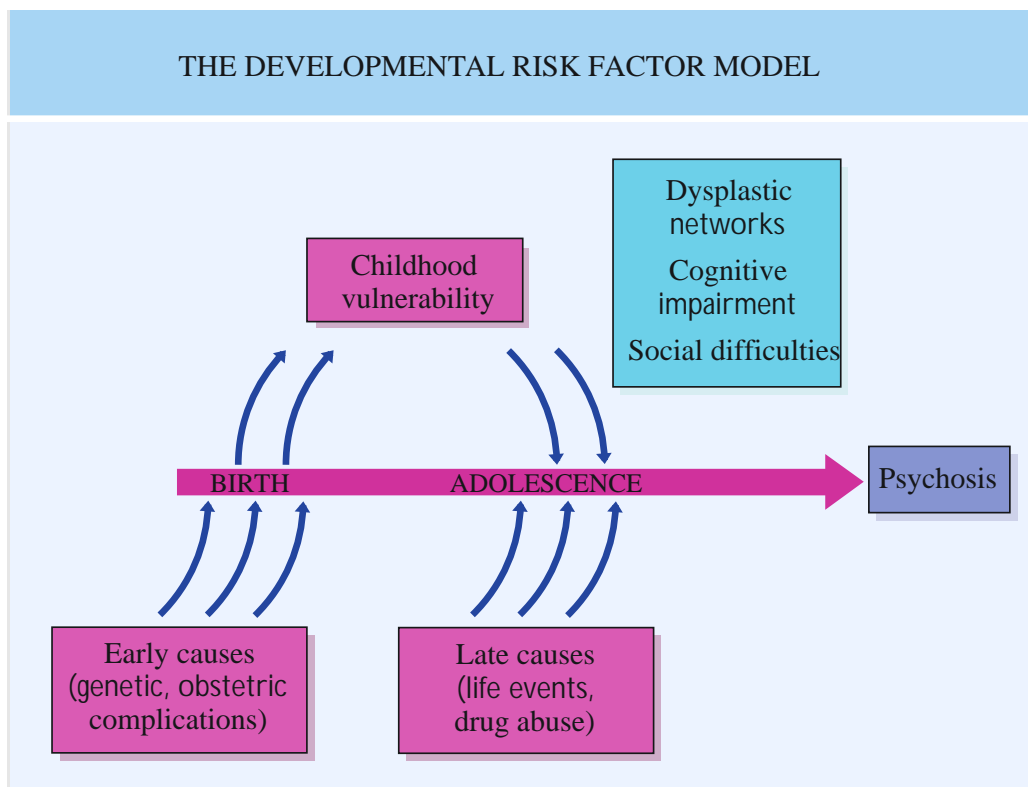 THE DEVELOPMENTAL RISK FACTOR MODEL
Dysplastic
networks
Cognitive
impairment
Social difficulties
Childhood
vulnerability
BIRTH
ADOLESCENCE
Psychosis
Early causes
(genetic, obstetric
complications)
Late causes
(life events,
drug abuse)